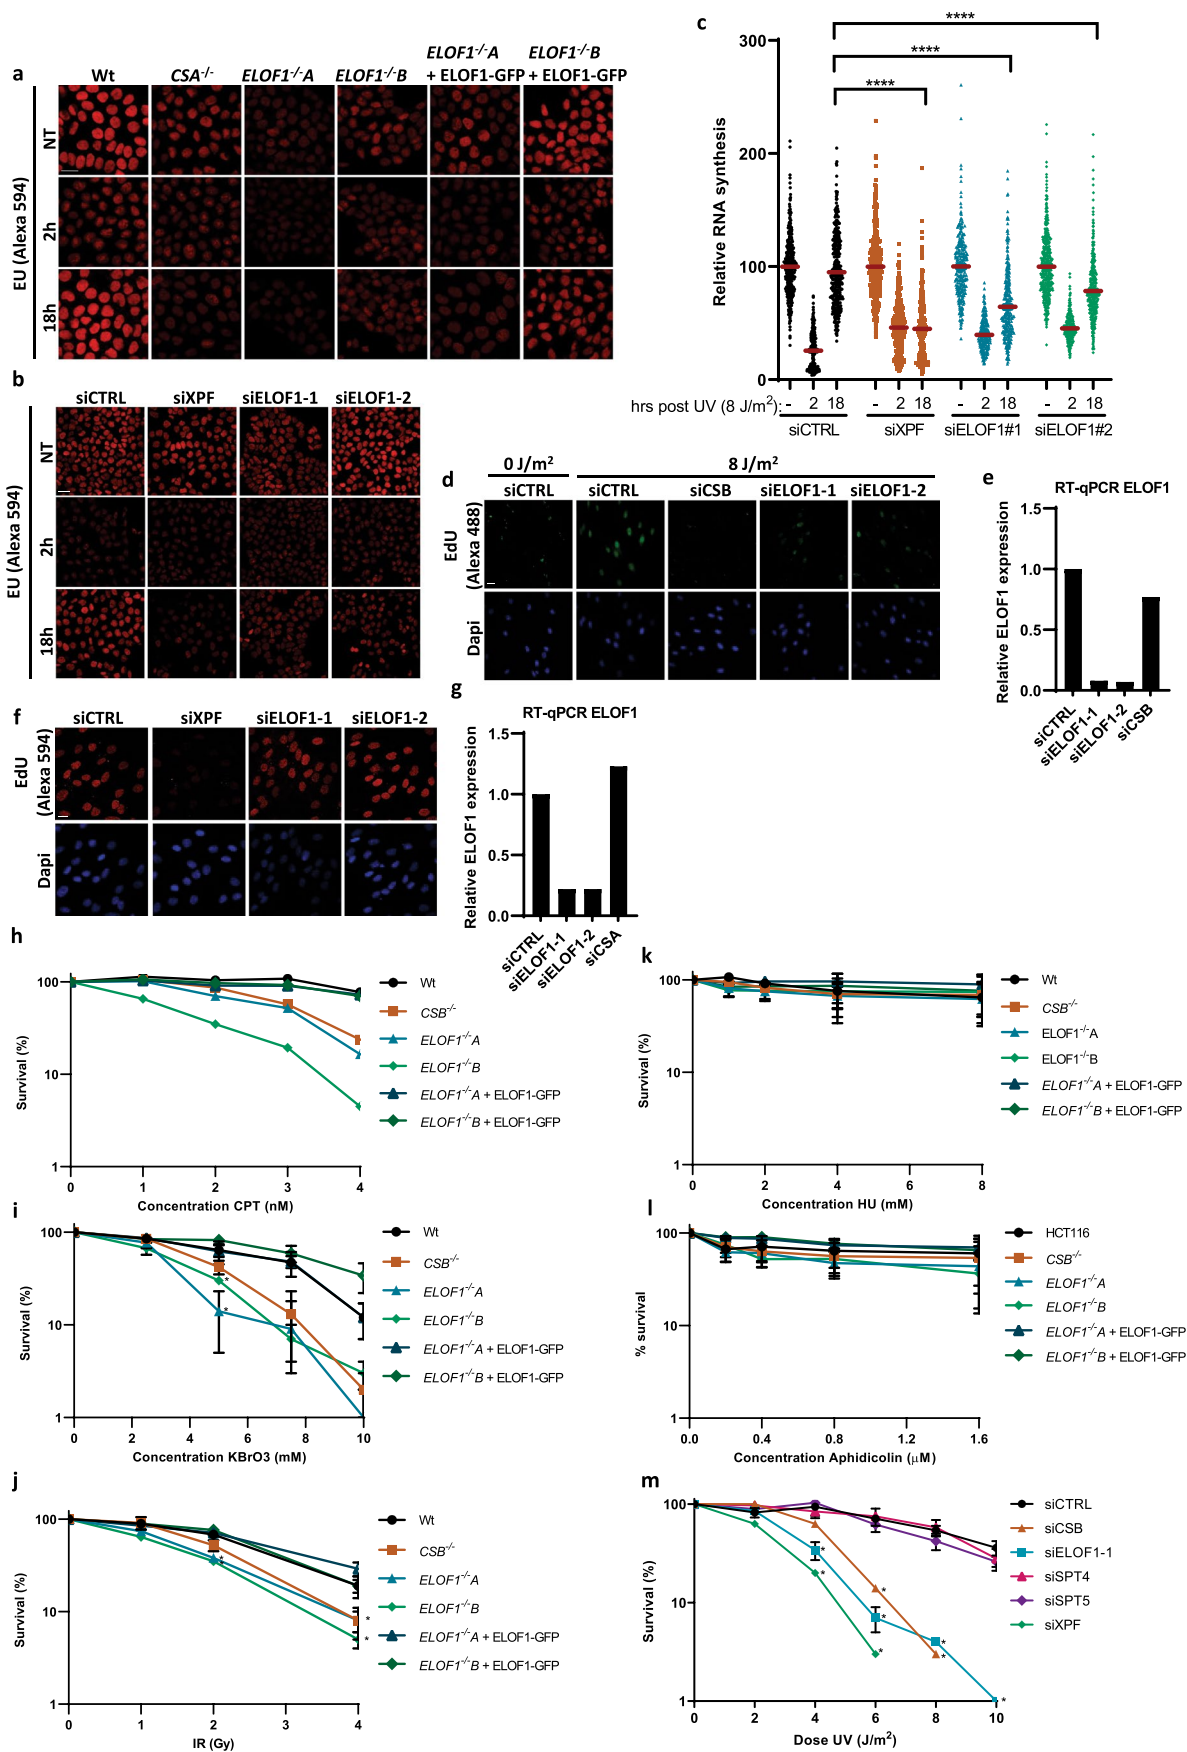 a
Wt
CSA-/-
ELOF1-/-A
ELOF1-/-B
ELOF1-/-A
+ ELOF1-GFP
ELOF1-/-B
+ ELOF1-GFP
EU (Alexa 594)
NT
2h
18h
b
siCTRL
siXPF
siELOF1-1
siELOF1-2
EU (Alexa 594)
NT
2h
18h
c
****
****
****
Relative RNA synthesis
300
200
100
0
hrs post UV (8 J/m2):
- 2 18
- 2 18
- 2 18
- 2 18
siCTRL
siXPF
siELOF1#1
siELOF1#2
d
0 J/m2
8 J/m2
siCTRL
siCTRL
siCSB
siELOF1-1
siELOF1-2
EdU
(Alexa 488)
Dapi
e
RT-qPCR ELOF1
Relative ELOF1 expression
1.5
1.0
0.5
0.0
siCTRL
siELOF1-1
siELOF1-2
siCSB
f
siCTRL
siXPF
siELOF1-1
siELOF1-2
EdU
(Alexa 594)
Dapi
g
RT-qPCR ELOF1
Relative ELOF1 expression
1.5
1.0
0.5
0.0
siCTRL
siELOF1-1
siELOF1-2
siCSA
h
Survival (%)
100
10
1
0 1 2 3 4
Concentration CPT (nM)
Wt
CSB-/-
ELOF1-/-A
ELOF1-/-B
ELOF1-/-A + ELOF1-GFP
ELOF1-/-B + ELOF1-GFP
i
Survival (%)
100
10
1
0 2 4 6 8 10
Concentration KBrO3 (mM)
*
*
Wt
CSB-/-
ELOF1-/-A
ELOF1-/-B
ELOF1-/-A + ELOF1-GFP
ELOF1-/-B + ELOF1-GFP
j
Survival (%)
100
10
1
0 1 2 3 4
IR (Gy)
*
*
*
Wt
CSB-/-
ELOF1-/-A
ELOF1-/-B
ELOF1-/-A + ELOF1-GFP
ELOF1-/-B + ELOF1-GFP
k
Survival (%)
100
10
1
0 2 4 6 8
Concentration HU (mM)
Wt
CSB-/-
ELOF1-/-A
ELOF1-/-B
ELOF1-/-A + ELOF1-GFP
ELOF1-/-B + ELOF1-GFP
l
% survival
100
10
1
0.0 0.4 0.8 1.2 1.6
Concentration Aphidicolin (μM)
HCT116
CSB-/-
ELOF1-/-A
ELOF1-/-B
ELOF1-/-A + ELOF1-GFP
ELOF1-/-B + ELOF1-GFP
m
Survival (%)
100
10
1
0 2 4 6 8 10
Dose UV (J/m2)
*
*
*
*
*
*
*
*
siCTRL
siCSB
siELOF1-1
siSPT4
siSPT5
siXPF